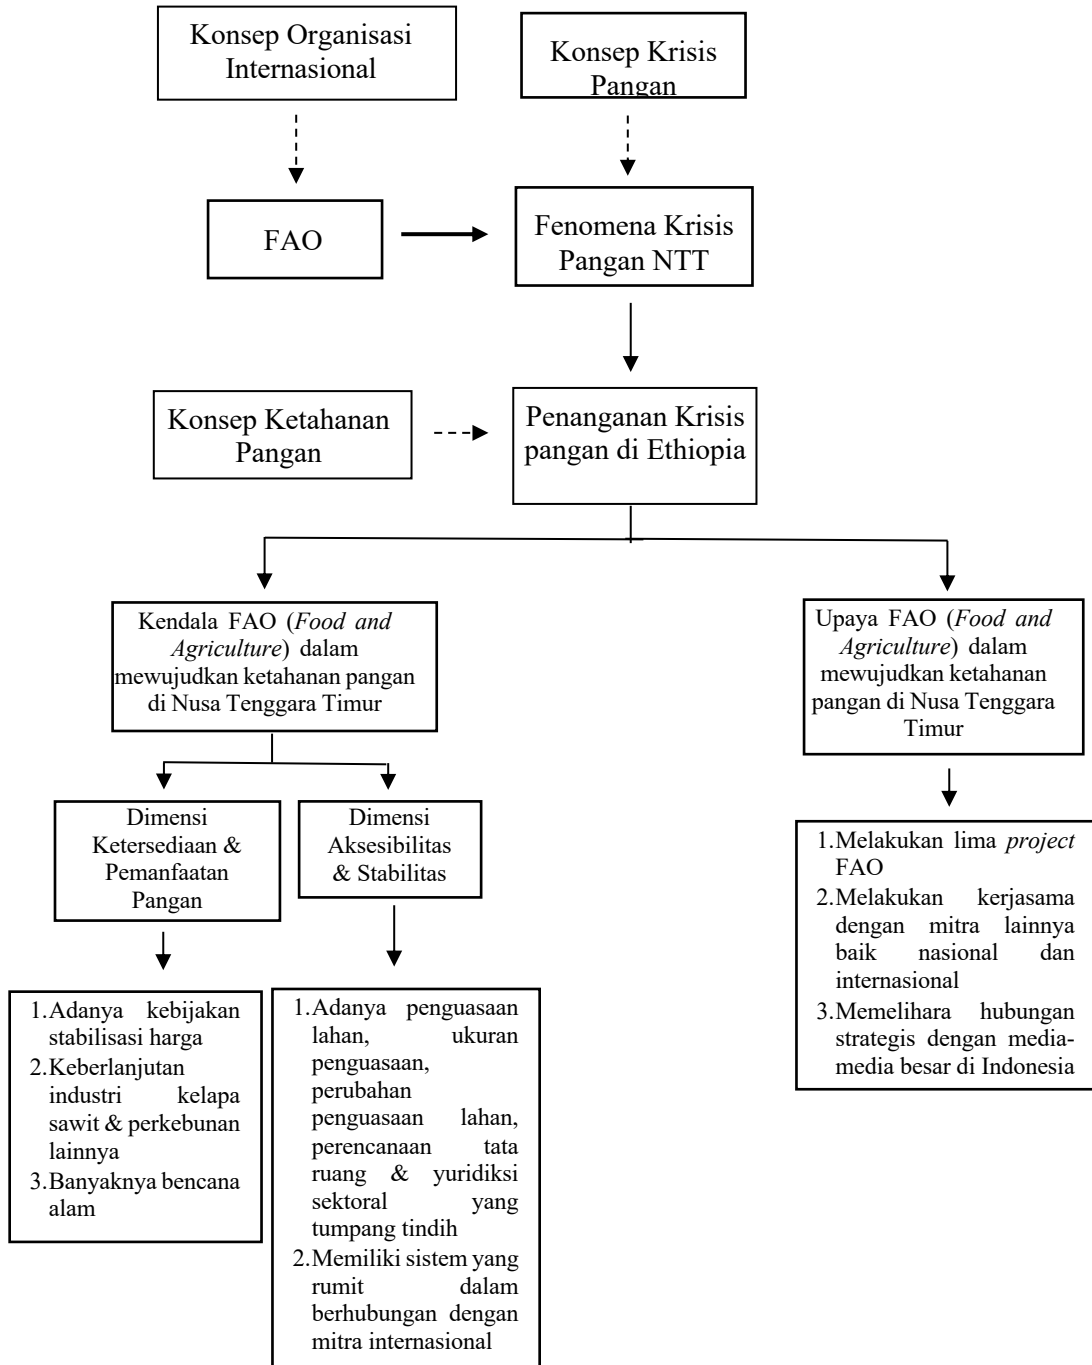 Konsep Organisasi
Internasional
Konsep Krisis
Pangan
FAO
Fenomena Krisis
Pangan NTT
Konsep Ketahanan
Pangan
Penanganan Krisis
pangan di Ethiopia
Kendala FAO (Food and
Agriculture) dalam
mewujudkan ketahanan pangan
di Nusa Tenggara Timur
Upaya FAO (Food and
Agriculture) dalam
mewujudkan ketahanan
pangan di Nusa Tenggara
Timur
Dimensi
Ketersediaan &
Pemanfaatan
Pangan
Dimensi
Aksesibilitas
& Stabilitas
1.Melakukan lima project
FAO
2.Melakukan kerjasama
dengan mitra lainnya
baik nasional dan
internasional
3.Memelihara hubungan
strategis dengan media-
media besar di Indonesia
1.Adanya kebijakan
stabilisasi harga
2.Keberlanjutan
industri kelapa
sawit & perkebunan
lainnya
3.Banyaknya bencana
alam
1.Adanya penguasaan
lahan, ukuran
penguasaan,
perubahan
penguasaan lahan,
perencanaan tata
ruang & yuridiksi
sektoral yang
tumpang tindih
2.Memiliki sistem yang
rumit dalam
berhubungan dengan
mitra internasional